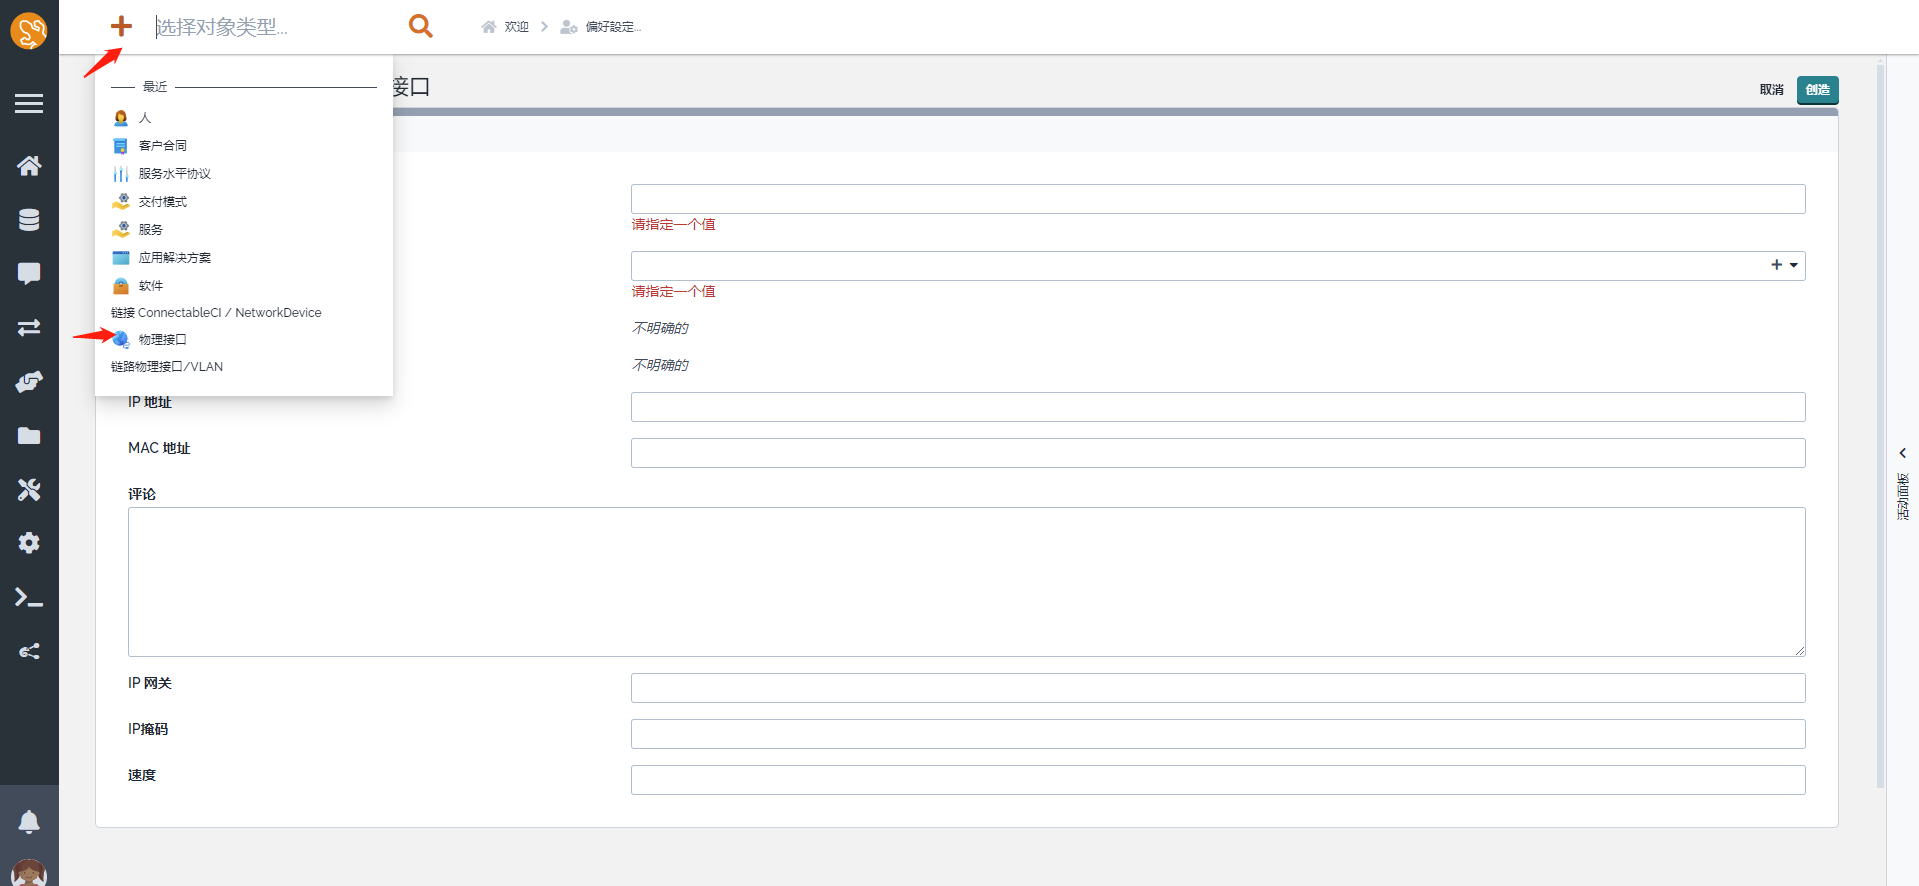 选择对象类型...
欢迎
偏好設定...
最近
人
客户合同
服务水平协议
交付模式
服务
应用解决方案
软件
链接 ConnectableCI / NetworkDevice
物理接口
链路物理接口/VLAN
接口
取消
创造
请指定一个值
请指定一个值
不明确的
不明确的
IP 地址
MAC 地址
评论
IP 网关
IP掩码
速度
活动面板